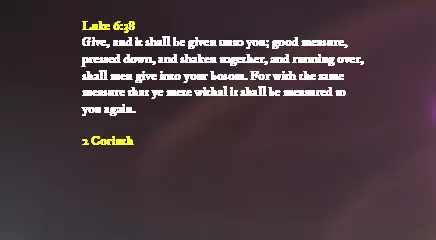 Luke 6:38
Give, and it shall be given unto you; good measure,
pressed down, and shaken together, and running over,
shall men give into your bosom. For with the same
measure that ye mete withal it shall be measured to
you again.
2 Corinth